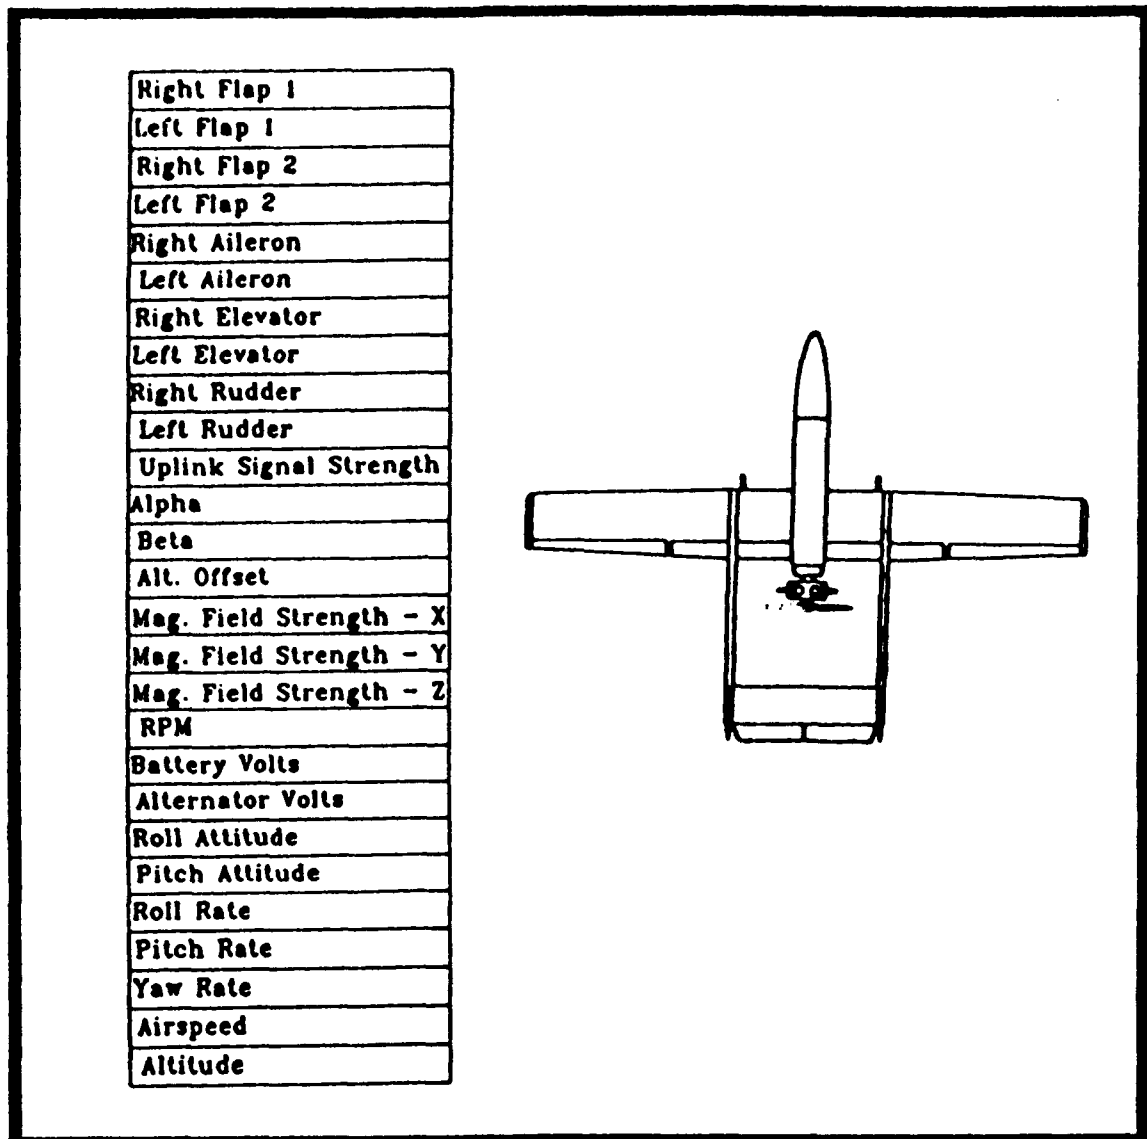 Right Flap 1
Left Flap 1
Right Flap 2
Left Flap 2
Right Aileron
Left Aileron
Right Elevator
Left Elevator
Right Rudder
Left Rudder
Uplink Signal Strength
Alpha
Beta
Alt. Offset
Mag. Field Strength - X
Mag. Field Strength - Y
Mag. Field Strength - Z
RPM
Battery Volts
Alternator Volts
Roll Attitude
Pitch Attitude
Roll Rate
Pitch Rate
Yaw Rate
Airspeed
Altitude